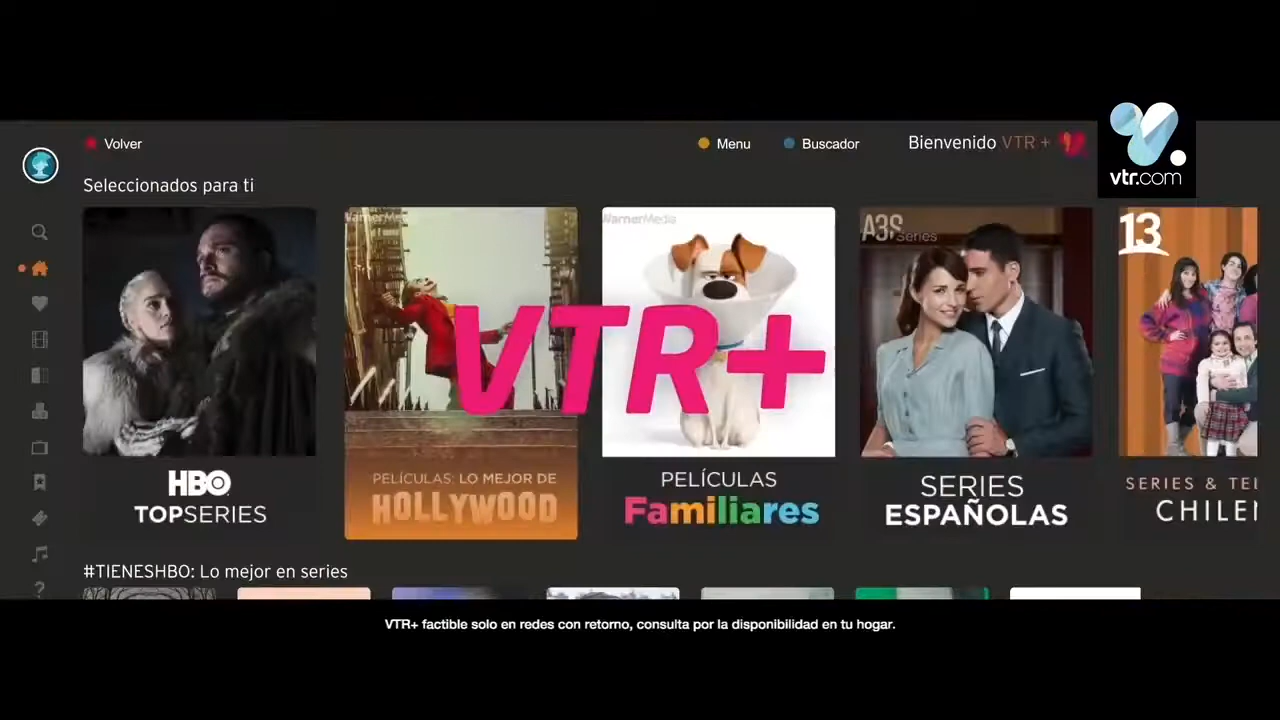 Volver
Menu
Buscador
Bienvenido VTR +
vtr.com
Seleccionados para ti
WarnerMedia
A3S Series
13
VTR+
HBO
TOPSERIES
PELÍCULAS: LO MEJOR DE
HOLLYWOOD
PELÍCULAS
Familiares
SERIES
ESPAÑOLAS
SERIES &
#TIENESHBO: Lo mejor en series
VTR+ factible solo en redes con retorno, consulta por la disponibilidad en tu hogar.